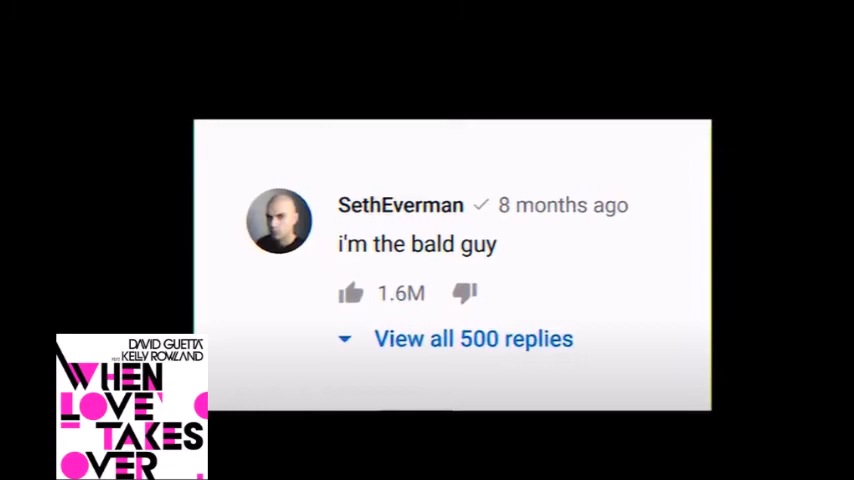 SethEverman 8 months ago
i'm the bald guy
1.6M
View all 500 replies
DAVID GUETTA
FEAT. KELLY ROWLAND
WHEN
LOVE
TAKES
OVER